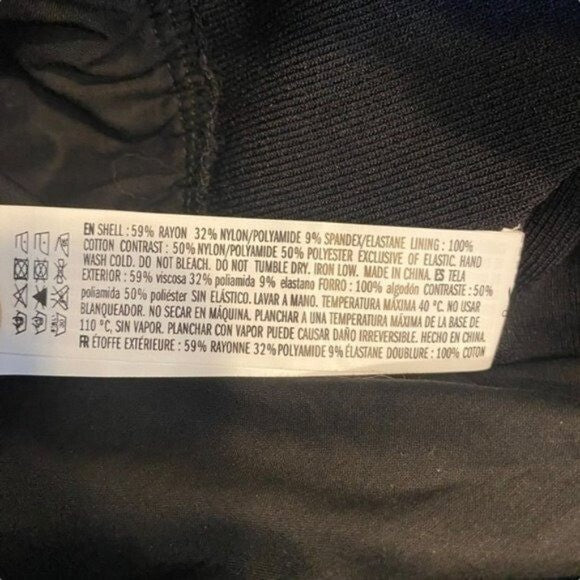 EN SHELL : 59% RAYON 32% NYLON/POLYAMIDE 9% SPANDEX/ELASTANE LINING : 100%
COTTON CONTRAST : 50% NYLON/POLYAMIDE 50% POLYESTER EXCLUSIVE OF ELASTIC. HAND
WASH COLD. DO NOT BLEACH. DO NOT TUMBLE DRY. IRON LOW. MADE IN CHINA. ES TELA
EXTERIOR : 59% viscosa 32% poliamida 9% elastano FORRO : 100% algodón CONTRASTE : 50%
poliamida 50% poliéster SIN ELÁSTICO. LAVAR A MANO. TEMPERATURA MÁXIMA 40 °C. NO USAR
BLANQUEADOR. NO SECAR EN MÁQUINA. PLANCHAR A UNA TEMPERATURA MÁXIMA DE LA BASE DE
110 °C, SIN VAPOR. PLANCHAR CON VAPOR PUEDE CAUSAR DAÑO IRREVERSIBLE. HECHO EN CHINA.
FR ÉTOFFE EXTÉRIEURE : 59% RAYONNE 32% POLYAMIDE 9% ÉLASTANE DOUBLURE : 100% COTON